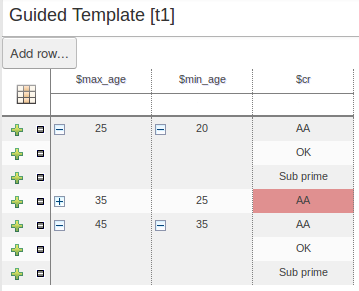 Guided Template [t1]
Add row...
$max_age $min_age $cr
25 20 AA
OK
Sub prime
35 25 AA
45 35 AA
OK
Sub prime